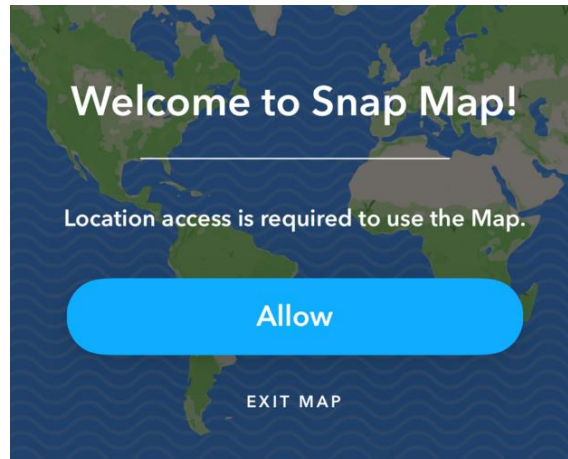 Welcome to Snap Map!
Location access is required to use the Map.
Allow
EXIT MAP